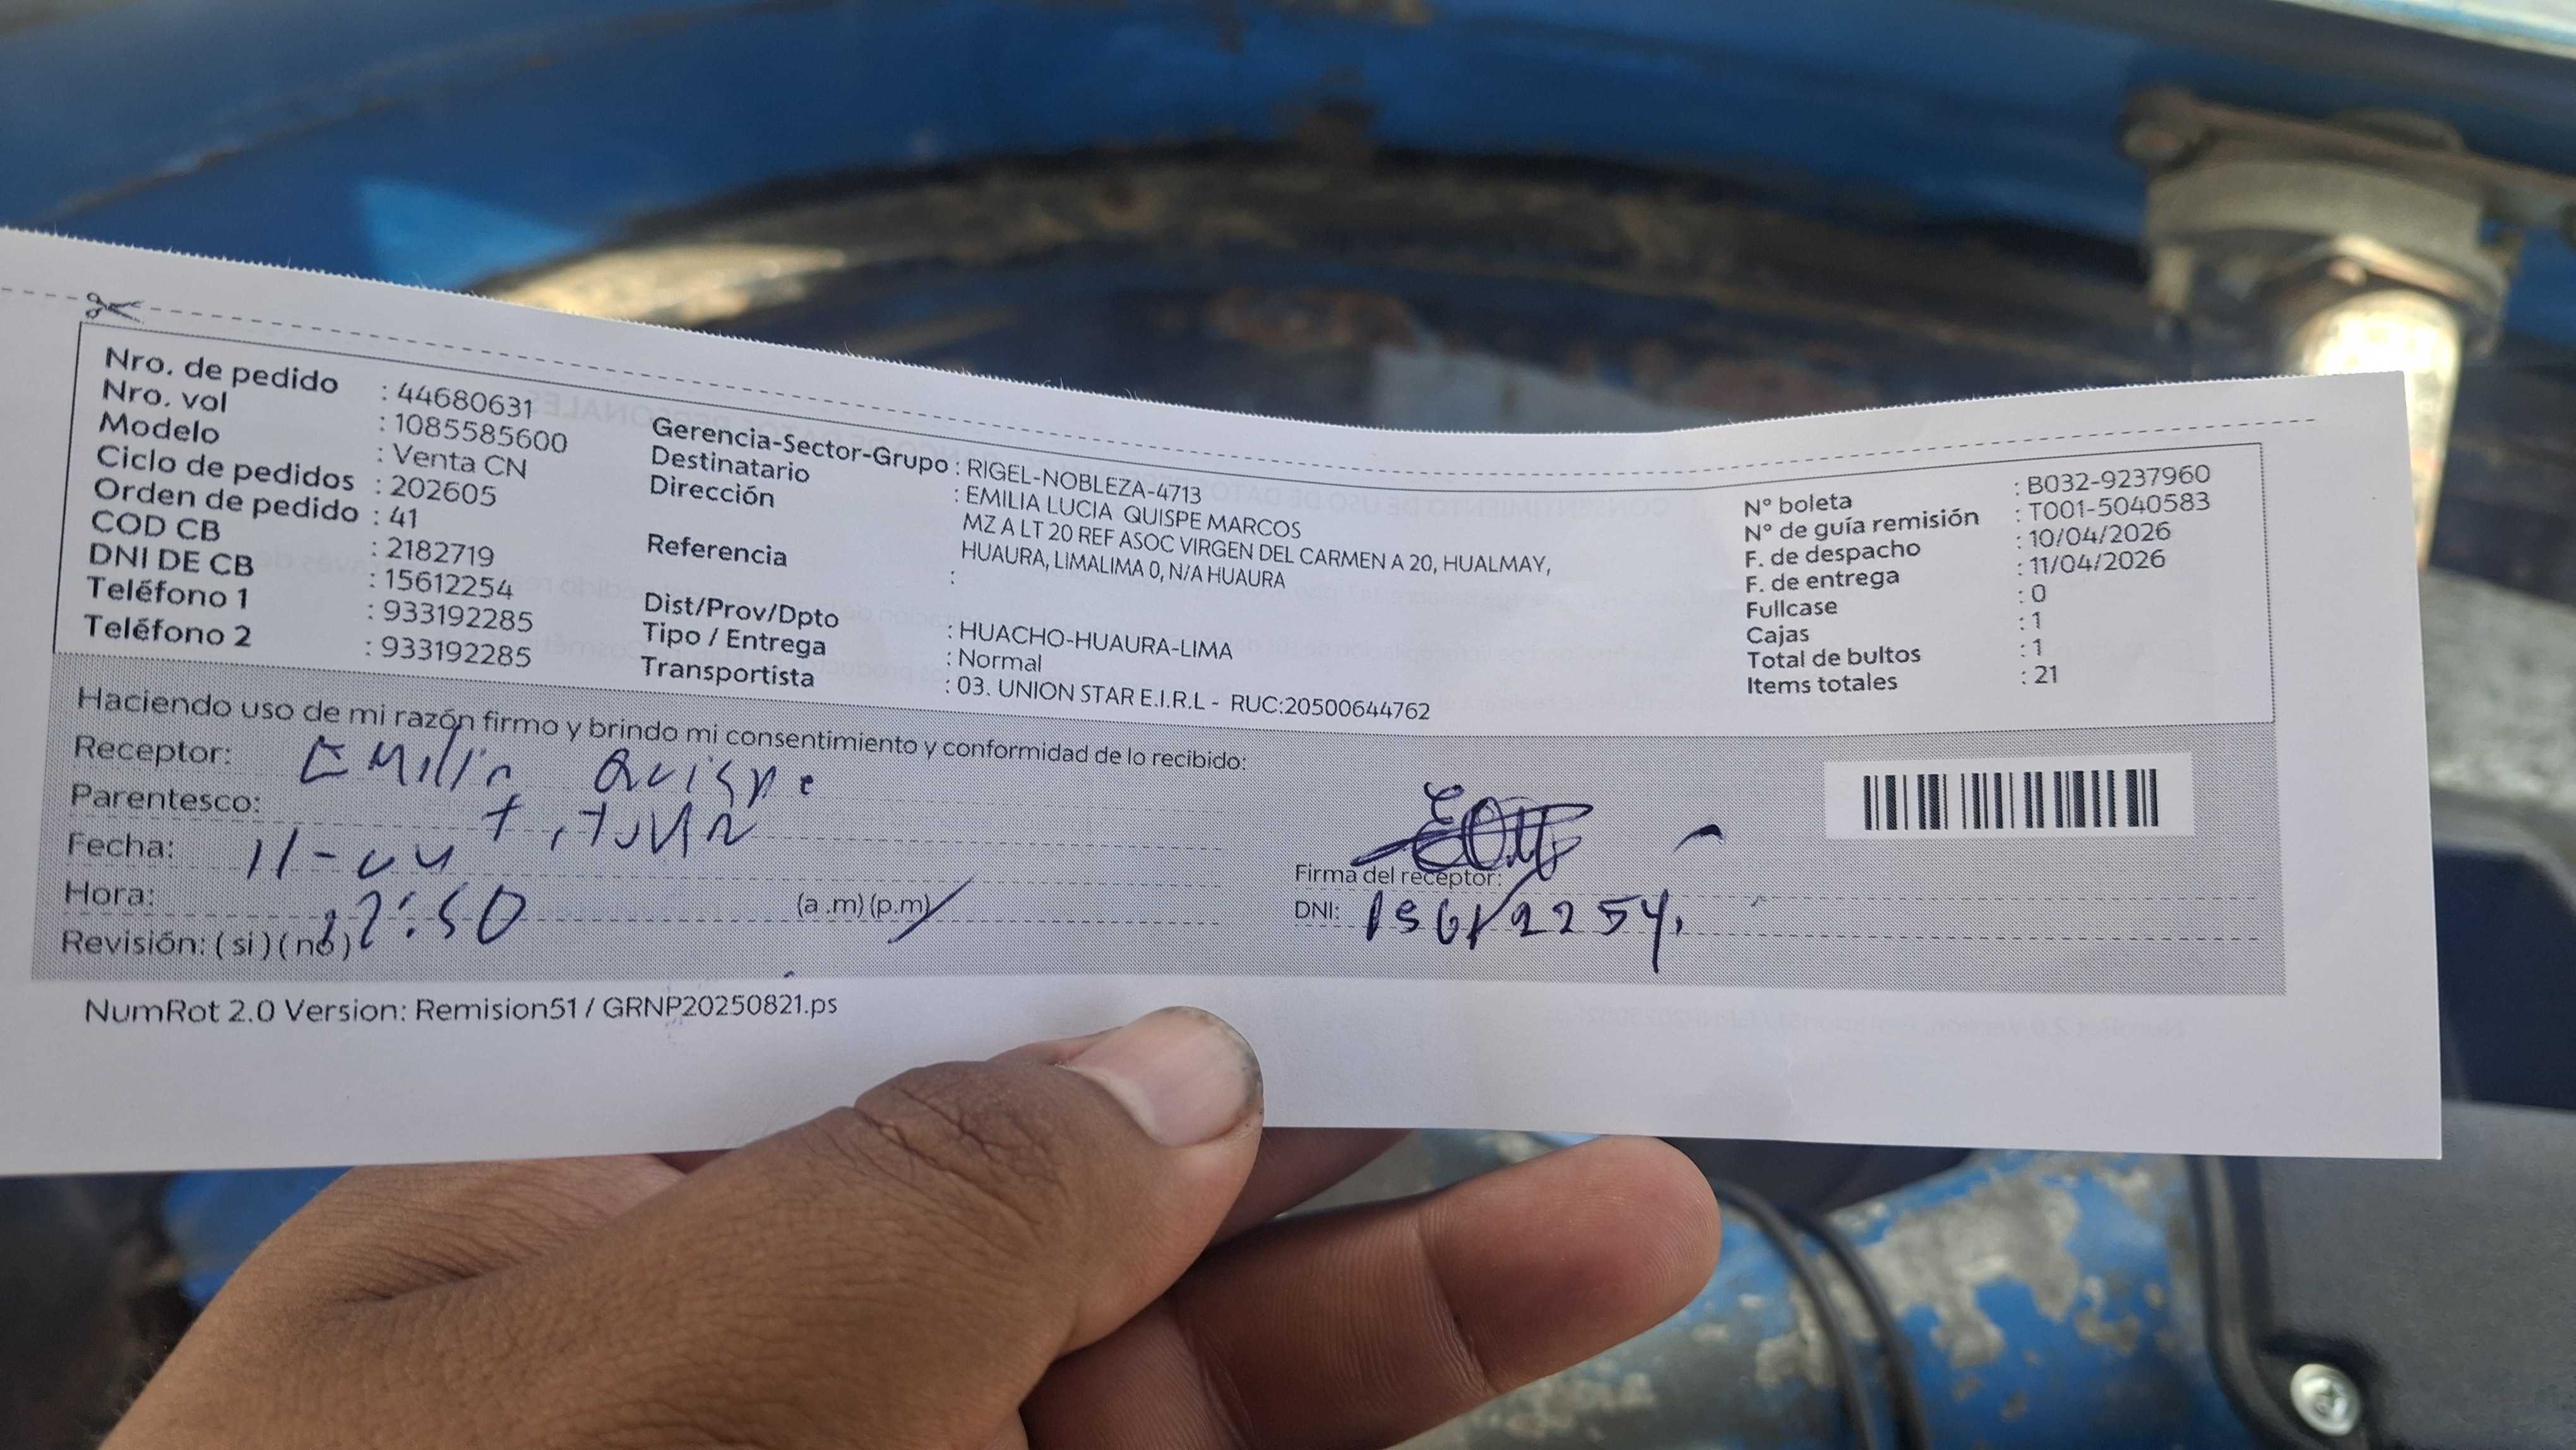 Nro. de pedido : 44680631
Nro. vol : 1085585600
Modelo : Venta CN
Ciclo de pedidos : 202605
Orden de pedido : 41
COD CB : 2182719
DNI DE CB : 15612254
Teléfono 1 : 933192285
Teléfono 2 : 933192285
Gerencia-Sector-Grupo : RIGEL-NOBLEZA-4713
Destinatario : EMILIA LUCIA QUISPE MARCOS
Dirección MZ A LT 20 REF ASOC VIRGEN DEL CARMEN A 20, HUALMAY,
HUAURA, LIMALIMA 0, N/A HUAURA
Referencia :
Dist/Prov/Dpto : HUACHO-HUAURA-LIMA
Tipo / Entrega : Normal
Transportista : 03. UNION STAR E.I.R.L - RUC:20500644762
N° boleta : B032-9237960
N° de guía remisión : T001-5040583
F. de despacho : 10/04/2026
F. de entrega : 11/04/2026
Fullcase : 0
Cajas : 1
Total de bultos : 1
Items totales : 21
Haciendo uso de mi razón firmo y brindo mi consentimiento y conformidad de lo recibido:
Receptor: Emilia Quispe
Parentesco: titular
Fecha: 11-04
Hora: 12:50 (a .m) (p.m)
Revisión: ( si ) ( no )
Firma del receptor:
DNI: 15612254
NumRot 2.0 Version: Remision51 / GRNP20250821.ps